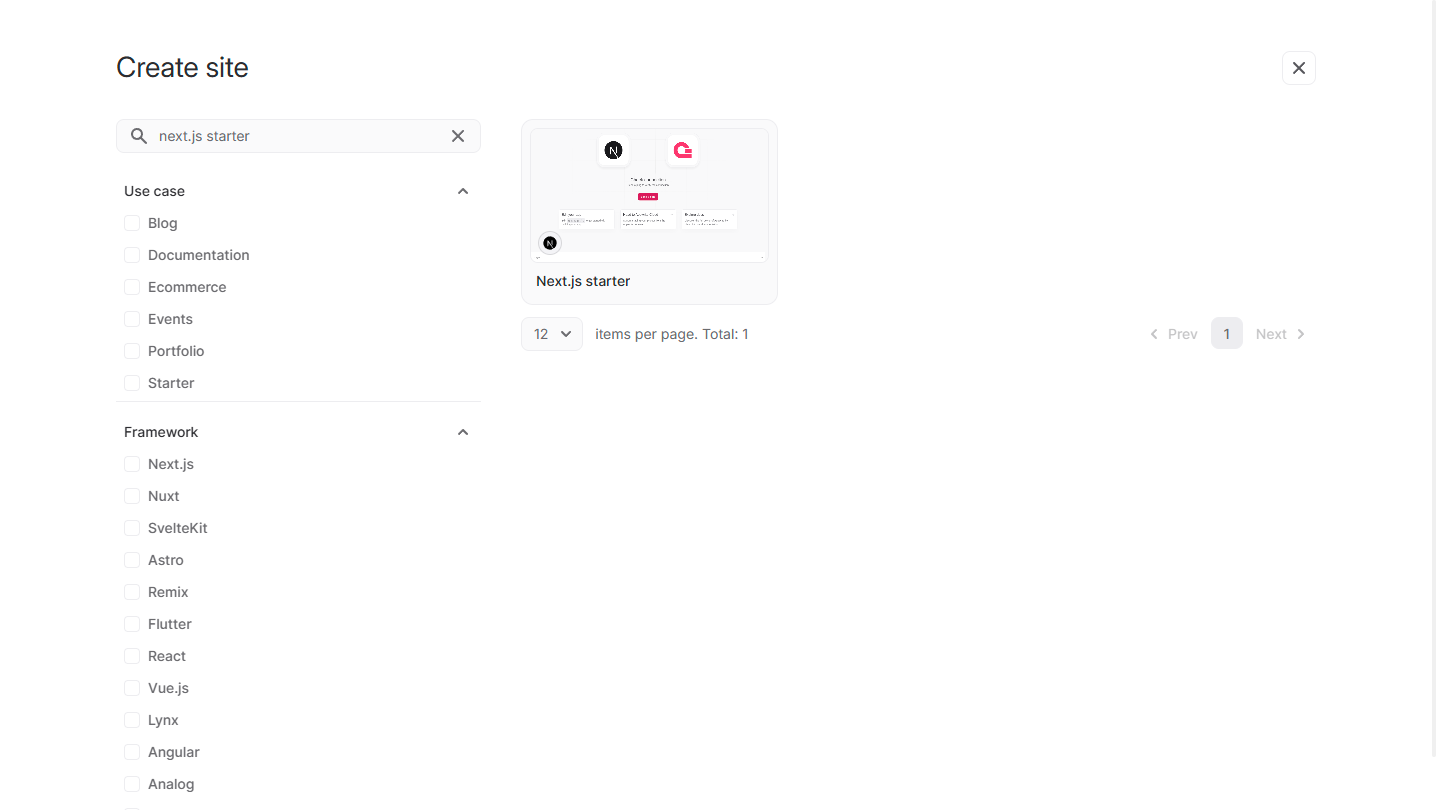 Create site
next.js starter
Use case
Blog
Documentation
Ecommerce
Events
Portfolio
Starter
Framework
Next.js
Nuxt
SvelteKit
Astro
Remix
Flutter
React
Vue.js
Lynx
Angular
Analog
N
N
Next.js starter
12 items per page. Total: 1
Prev 1 Next